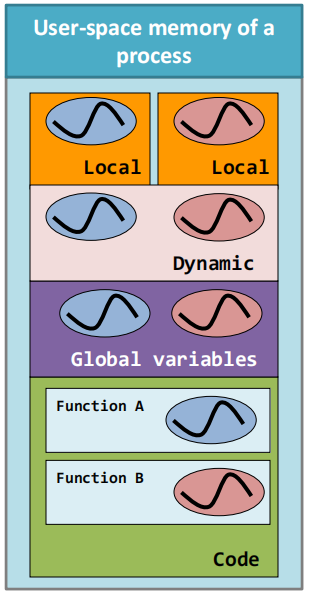 User-space memory of a
process
Local
Local
Dynamic
Global variables
Function A
Function B
Code